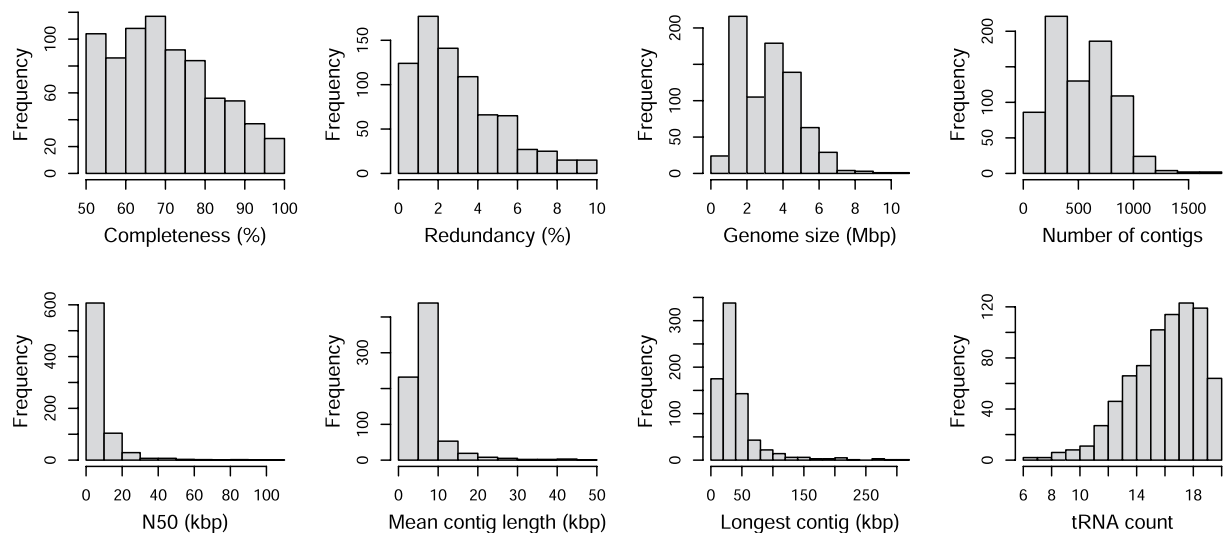 Frequency
20
60
100
50 60 70 80 90 100
Completeness (%)
Frequency
0
50
100
150
0 2 4 6 8 10
Redundancy (%)
Frequency
0
50
100
200
0 2 4 6 8 10
Genome size (Mbp)
Frequency
0
50
100
200
0 500 1000 1500
Number of contigs
Frequency
0
200
400
600
0 20 40 60 80 100
N50 (kbp)
Frequency
0
100
300
0 10 20 30 40 50
Mean contig length (kbp)
Frequency
0
100
200
300
0 50 150 250
Longest contig (kbp)
Frequency
0
40
80
120
6 8 10 14 18
tRNA count